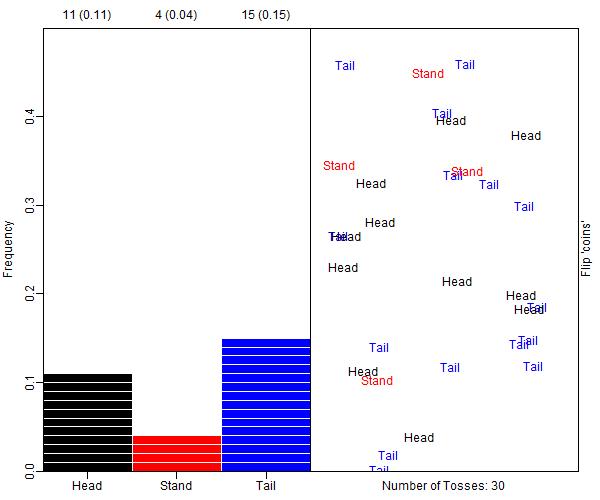 11 (0.11) 4 (0.04) 15 (0.15)
Frequency
0.4
0.3
0.2
0.1
0.0
Head Stand Tail
Tail
Tail
Stand
Tail
Head
Head
Stand
Stand
Tail
Head
Tail
Tail
Head
Tail
Head
Head
Head
Head
Tail
Head
Tail
Tail
Tail
Tail
Tail
Head
Stand
Head
Tail
Tail
Number of Tosses: 30
Flip 'coins'